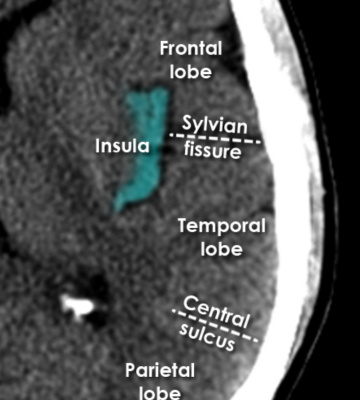 Frontal
lobe
Sylvian
fissure
Insula
Temporal
lobe
Central
sulcus
Parietal
lobe